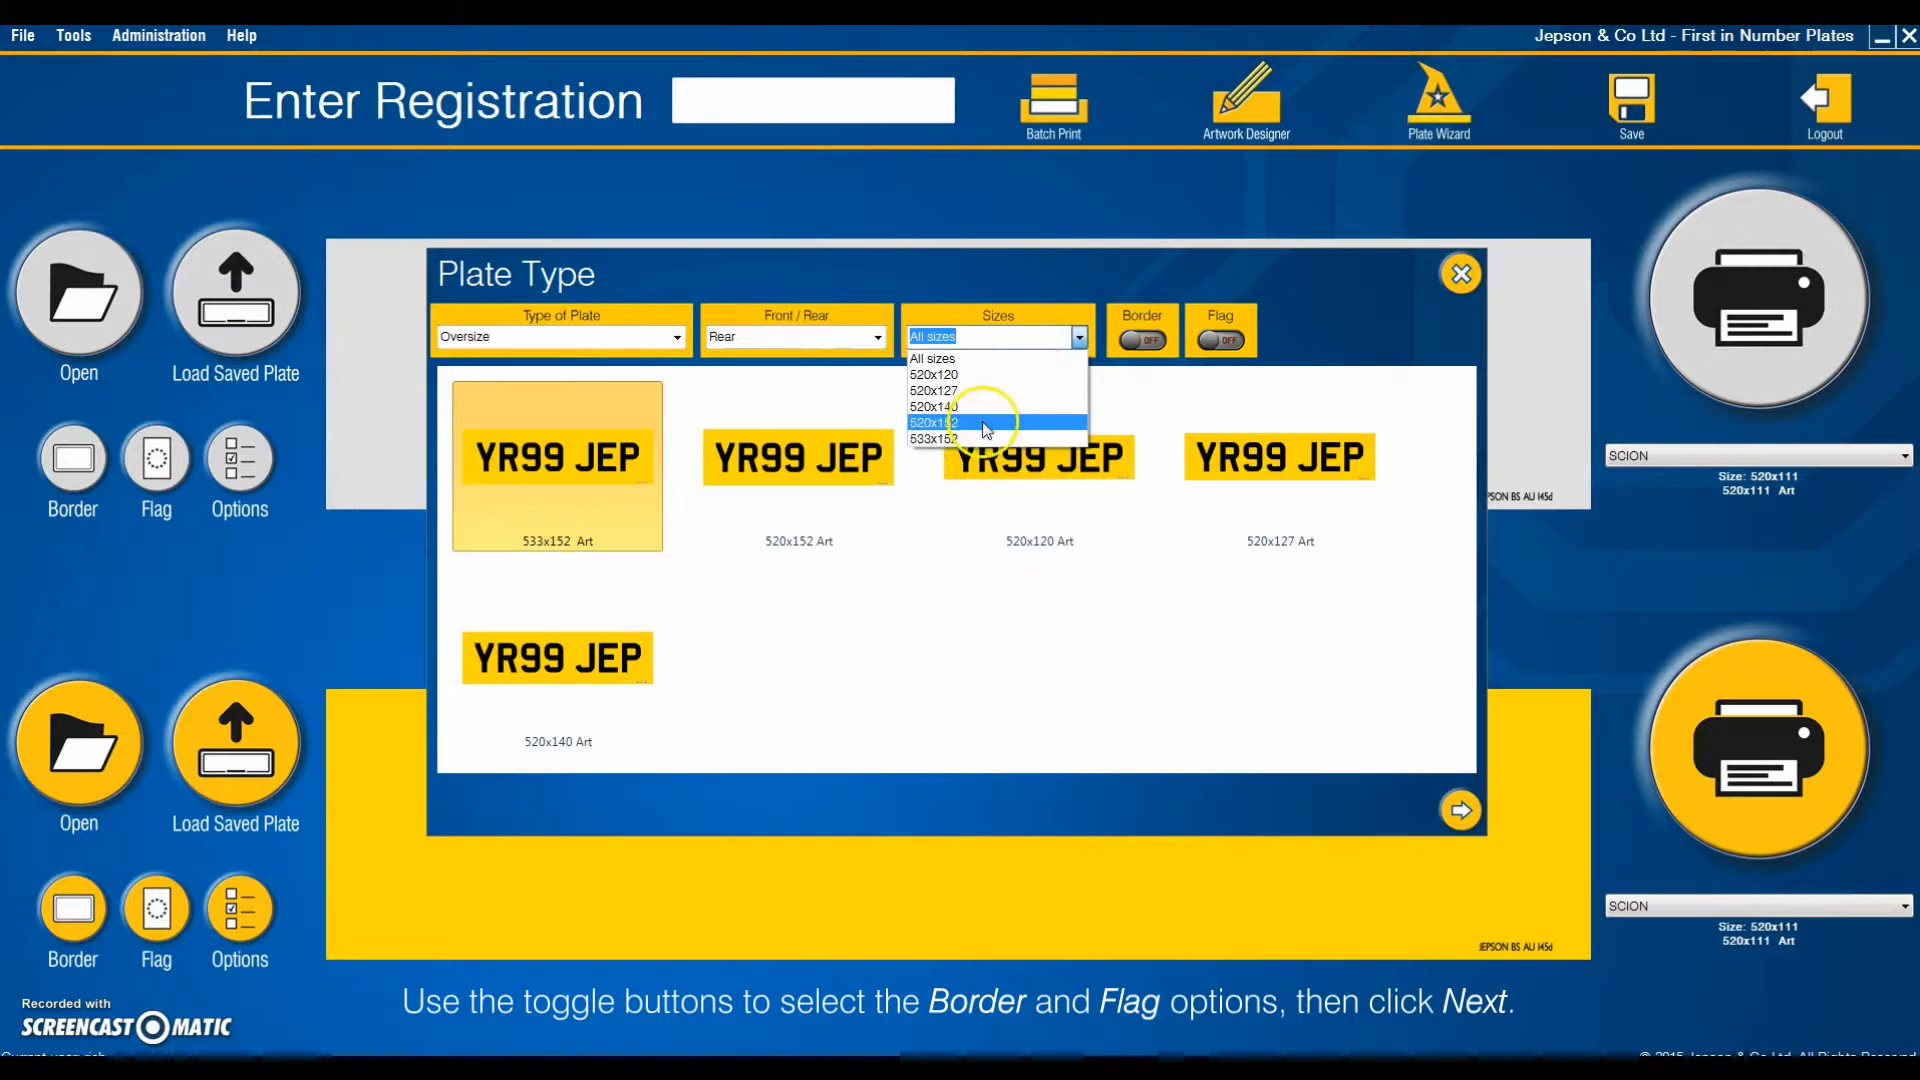 File Tools Administration Help
Jepson & Co Ltd - First in Number Plates
Enter Registration
Batch Print
Artwork Designer
Plate Wizard
Save
Logout
Open
Load Saved Plate
Border
Flag
Options
Plate Type
Type of Plate
Oversize
Front / Rear
Rear
Sizes
All sizes
Border
OFF
Flag
OFF
All sizes
520x120
520x127
520x140
520x152
533x152
YR99 JEP
533x152 Art
YR99 JEP
520x152 Art
YR99 JEP
520x120 Art
YR99 JEP
520x127 Art
YR99 JEP
520x140 Art
PSON BS AU 145d
SCION
Size: 520x111
520x111 Art
Open
Load Saved Plate
Border
Flag
Options
JEPSON BS AU 145d
SCION
Size: 520x111
520x111 Art
Use the toggle buttons to select the Border and Flag options, then click Next.
Recorded with
SCREENCAST-O-MATIC